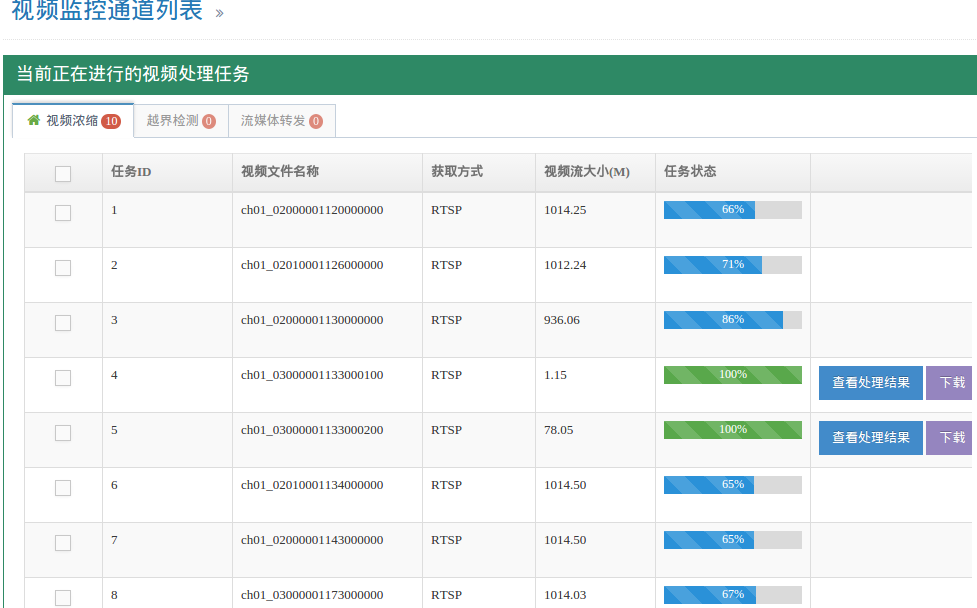 视频监控通道列表 »
当前正在进行的视频处理任务
视频浓缩 10 越界检测 0 流媒体转发 0
任务ID 视频文件名称 获取方式 视频流大小(M) 任务状态
1 ch01_02000001120000000 RTSP 1014.25 66%
2 ch01_02010001126000000 RTSP 1012.24 71%
3 ch01_02000001130000000 RTSP 936.06 86%
4 ch01_03000001133000100 RTSP 1.15 100% 查看处理结果 下载
5 ch01_03000001133000200 RTSP 78.05 100% 查看处理结果 下载
6 ch01_02010001134000000 RTSP 1014.50 65%
7 ch01_02000001143000000 RTSP 1014.50 65%
8 ch01_03000001173000000 RTSP 1014.03 67%